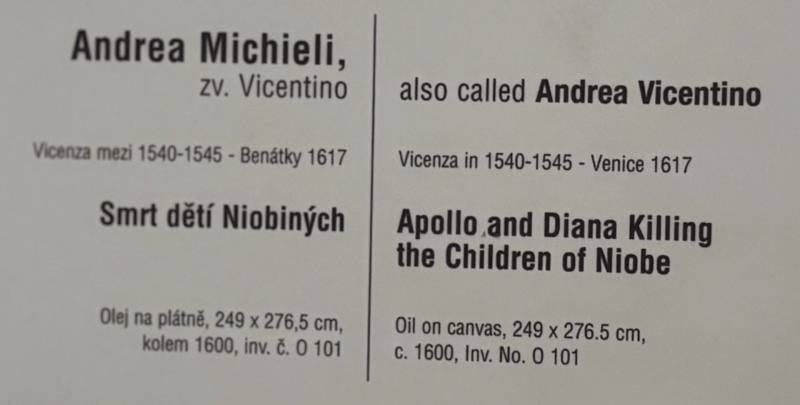 Andrea Michieli,
zv. Vicentino
Vicenza mezi 1540-1545 - Benátky 1617
Smrt dětí Niobiných
Olej na plátně, 249 x 276,5 cm,
kolem 1600, inv. č. O 101
also called Andrea Vicentino
Vicenza in 1540-1545 - Venice 1617
Apollo and Diana Killing
the Children of Niobe
Oil on canvas, 249 x 276.5 cm,
c. 1600, Inv. No. O 101